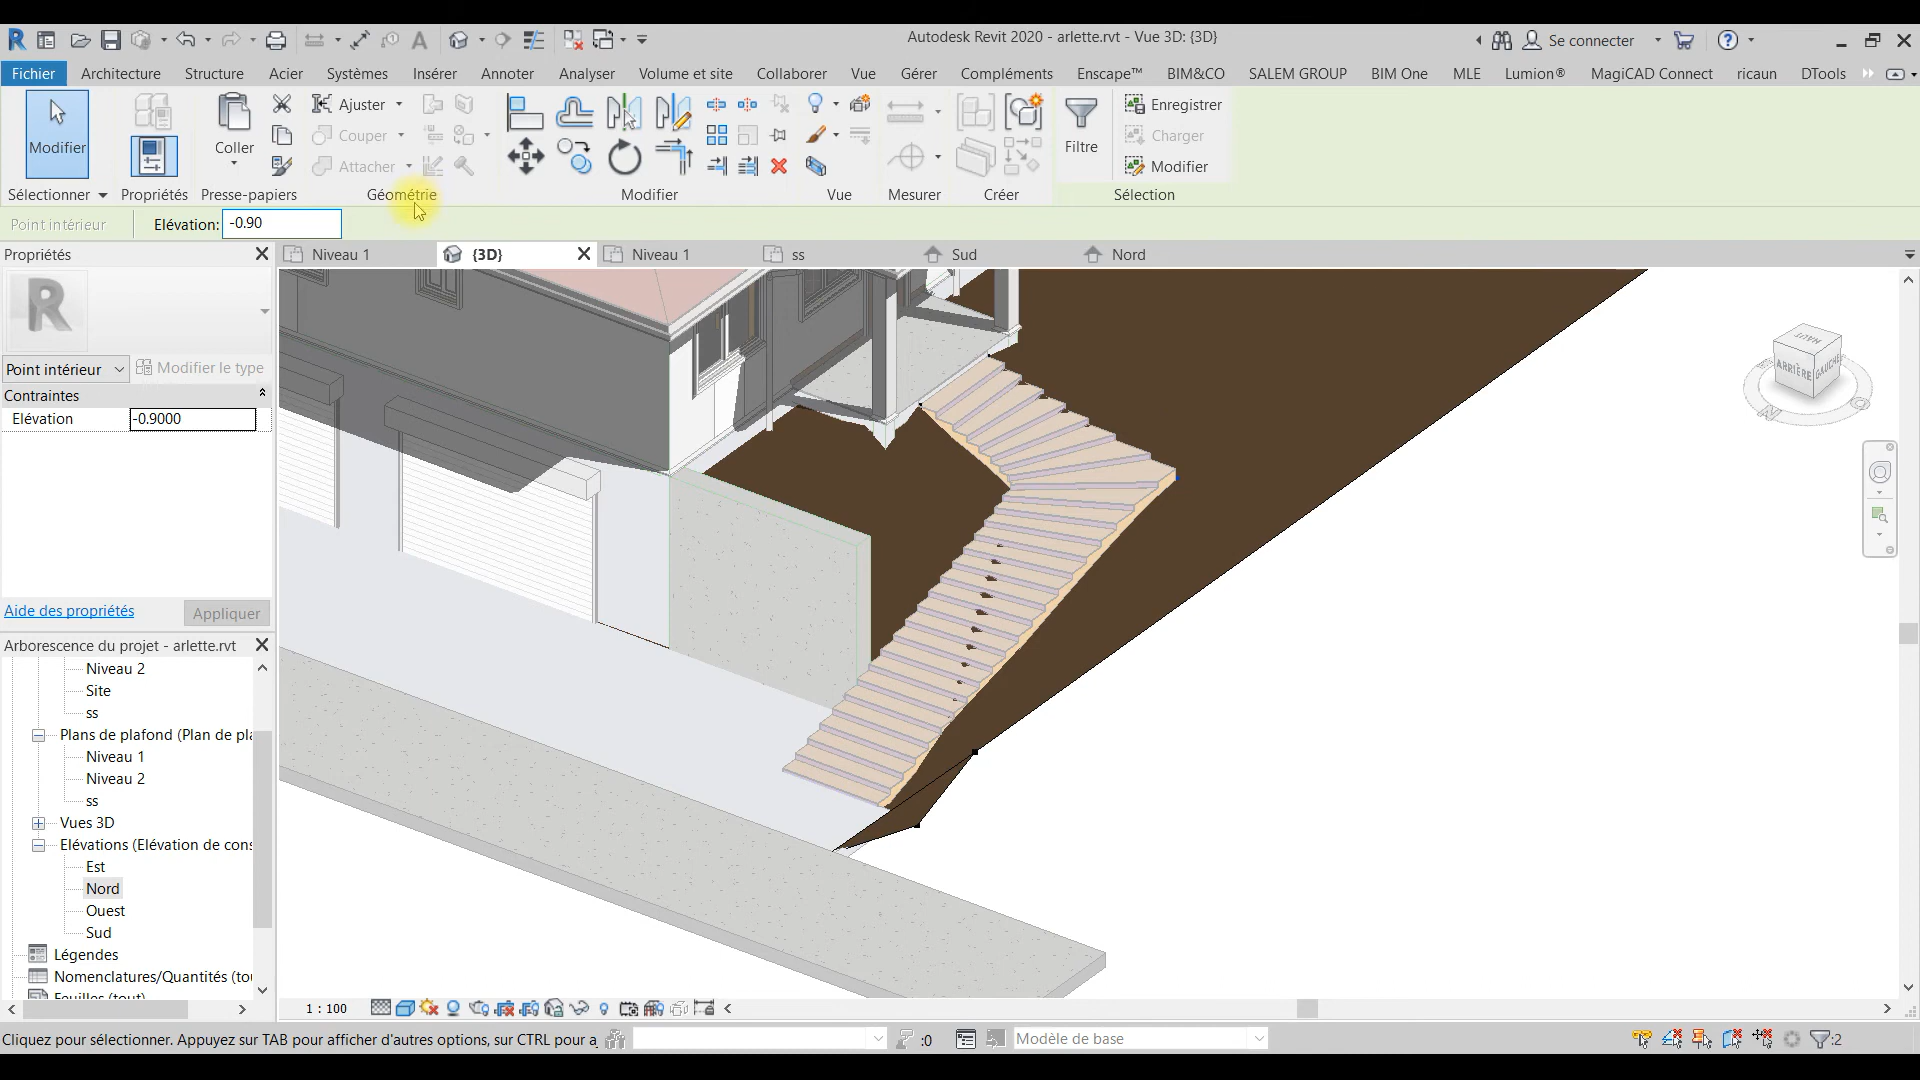 Autodesk Revit 2020 - arlette.rvt - Vue 3D: {3D}
Se connecter
Fichier Architecture Structure Acier Systèmes Insérer Annoter Analyser Volume et site Collaborer Vue Gérer Compléments Enscape™ BIM&CO SALEM GROUP BIM One MLE Lumion® MagiCAD Connect ricaun DTools
Modifier
Coller
Ajuster
Couper
Attacher
Filtre
Enregistrer
Charger
Modifier
Sélectionner Propriétés Presse-papiers Géométrie Modifier Vue Mesurer Créer Sélection
Point intérieur Elévation: -0.90
Propriétés
Niveau 1 {3D} Niveau 1 ss Sud Nord
Point intérieur Modifier le type
Contraintes
Elévation -0.9000
Aide des propriétés Appliquer
Arborescence du projet - arlette.rvt
Niveau 2
Site
ss
Plans de plafond (Plan de pla
Niveau 1
Niveau 2
ss
Vues 3D
Elévations (Elévation de cons
Est
Nord
Ouest
Sud
Légendes
Nomenclatures/Quantités (tou
Feuilles (tout)
ARRIÈRE GAUCHE HAUT
1 : 100
Cliquez pour sélectionner. Appuyez sur TAB pour afficher d'autres options, sur CTRL pour a
:0
Modèle de base
:2